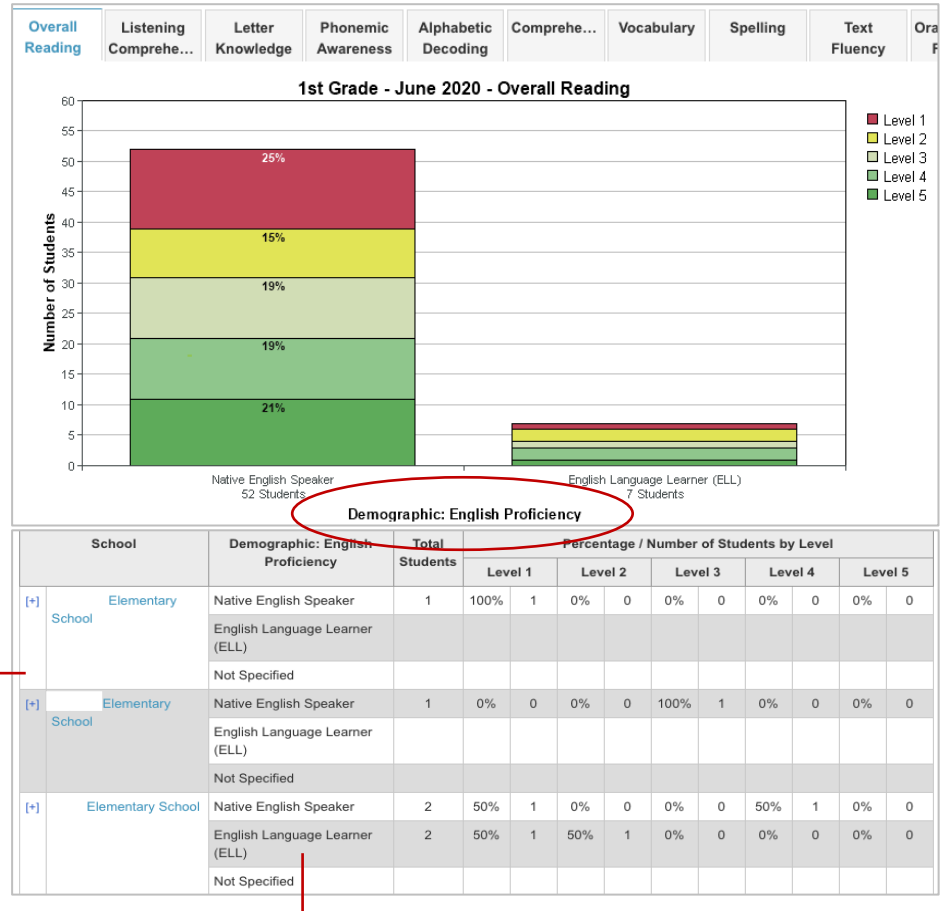 Overall Reading
Listening Comprehe...
Letter Knowledge
Phonemic Awareness
Alphabetic Decoding
Comprehe...
Vocabulary
Spelling
Text Fluency
1st Grade - June 2020 - Overall Reading
60
55
50
45
40
35
30
25
20
15
10
5
0
Number of Students
25%
15%
19%
19%
21%
Level 1
Level 2
Level 3
Level 4
Level 5
Native English Speaker
52 Students
English Language Learner (ELL)
7 Students
Demographic: English Proficiency
School Demographic: English Proficiency Total Students Percentage / Number of Students by Level
Level 1 Level 2 Level 3 Level 4 Level 5
[+] Elementary School Native English Speaker 1 100% 1 0% 0 0% 0 0% 0 0% 0
English Language Learner (ELL)
Not Specified
[+] Elementary School Native English Speaker 1 0% 0 0% 0 100% 1 0% 0 0% 0
English Language Learner (ELL)
Not Specified
[+] Elementary School Native English Speaker 2 50% 1 0% 0 0% 0 50% 1 0% 0
English Language Learner (ELL) 2 50% 1 50% 1 0% 0 0% 0 0% 0
Not Specified